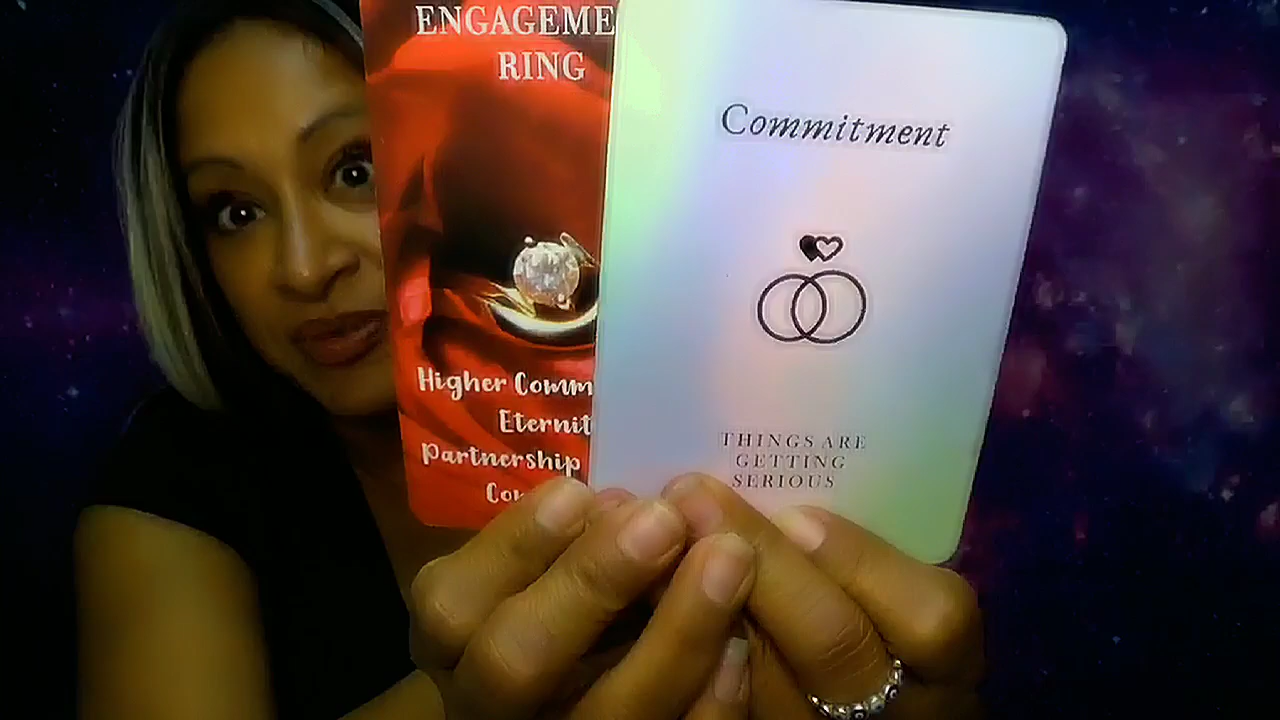 ENGAGEME
RING
Higher Comm
Eternit
Partnership
Co
Commitment
THINGS ARE
GETTING
SERIOUS